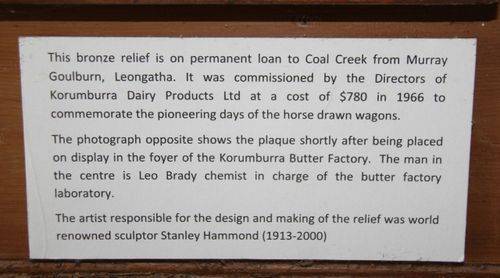 This bronze relief is on permanent loan to Coal Creek from Murray
Goulburn, Leongatha. It was commissioned by the Directors of
Korumburra Dairy Products Ltd at a cost of $780 in 1966 to
commemorate the pioneering days of the horse drawn wagons.
The photograph opposite shows the plaque shortly after being placed
on display in the foyer of the Korumburra Butter Factory. The man in
the centre is Leo Brady chemist in charge of the butter factory
laboratory.
The artist responsible for the design and making of the relief was world
renowned sculptor Stanley Hammond (1913-2000)